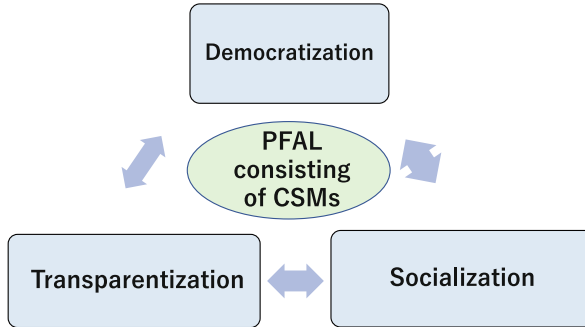 Democratization
PFAL
consisting
of CSMs
Transparentization
Socialization